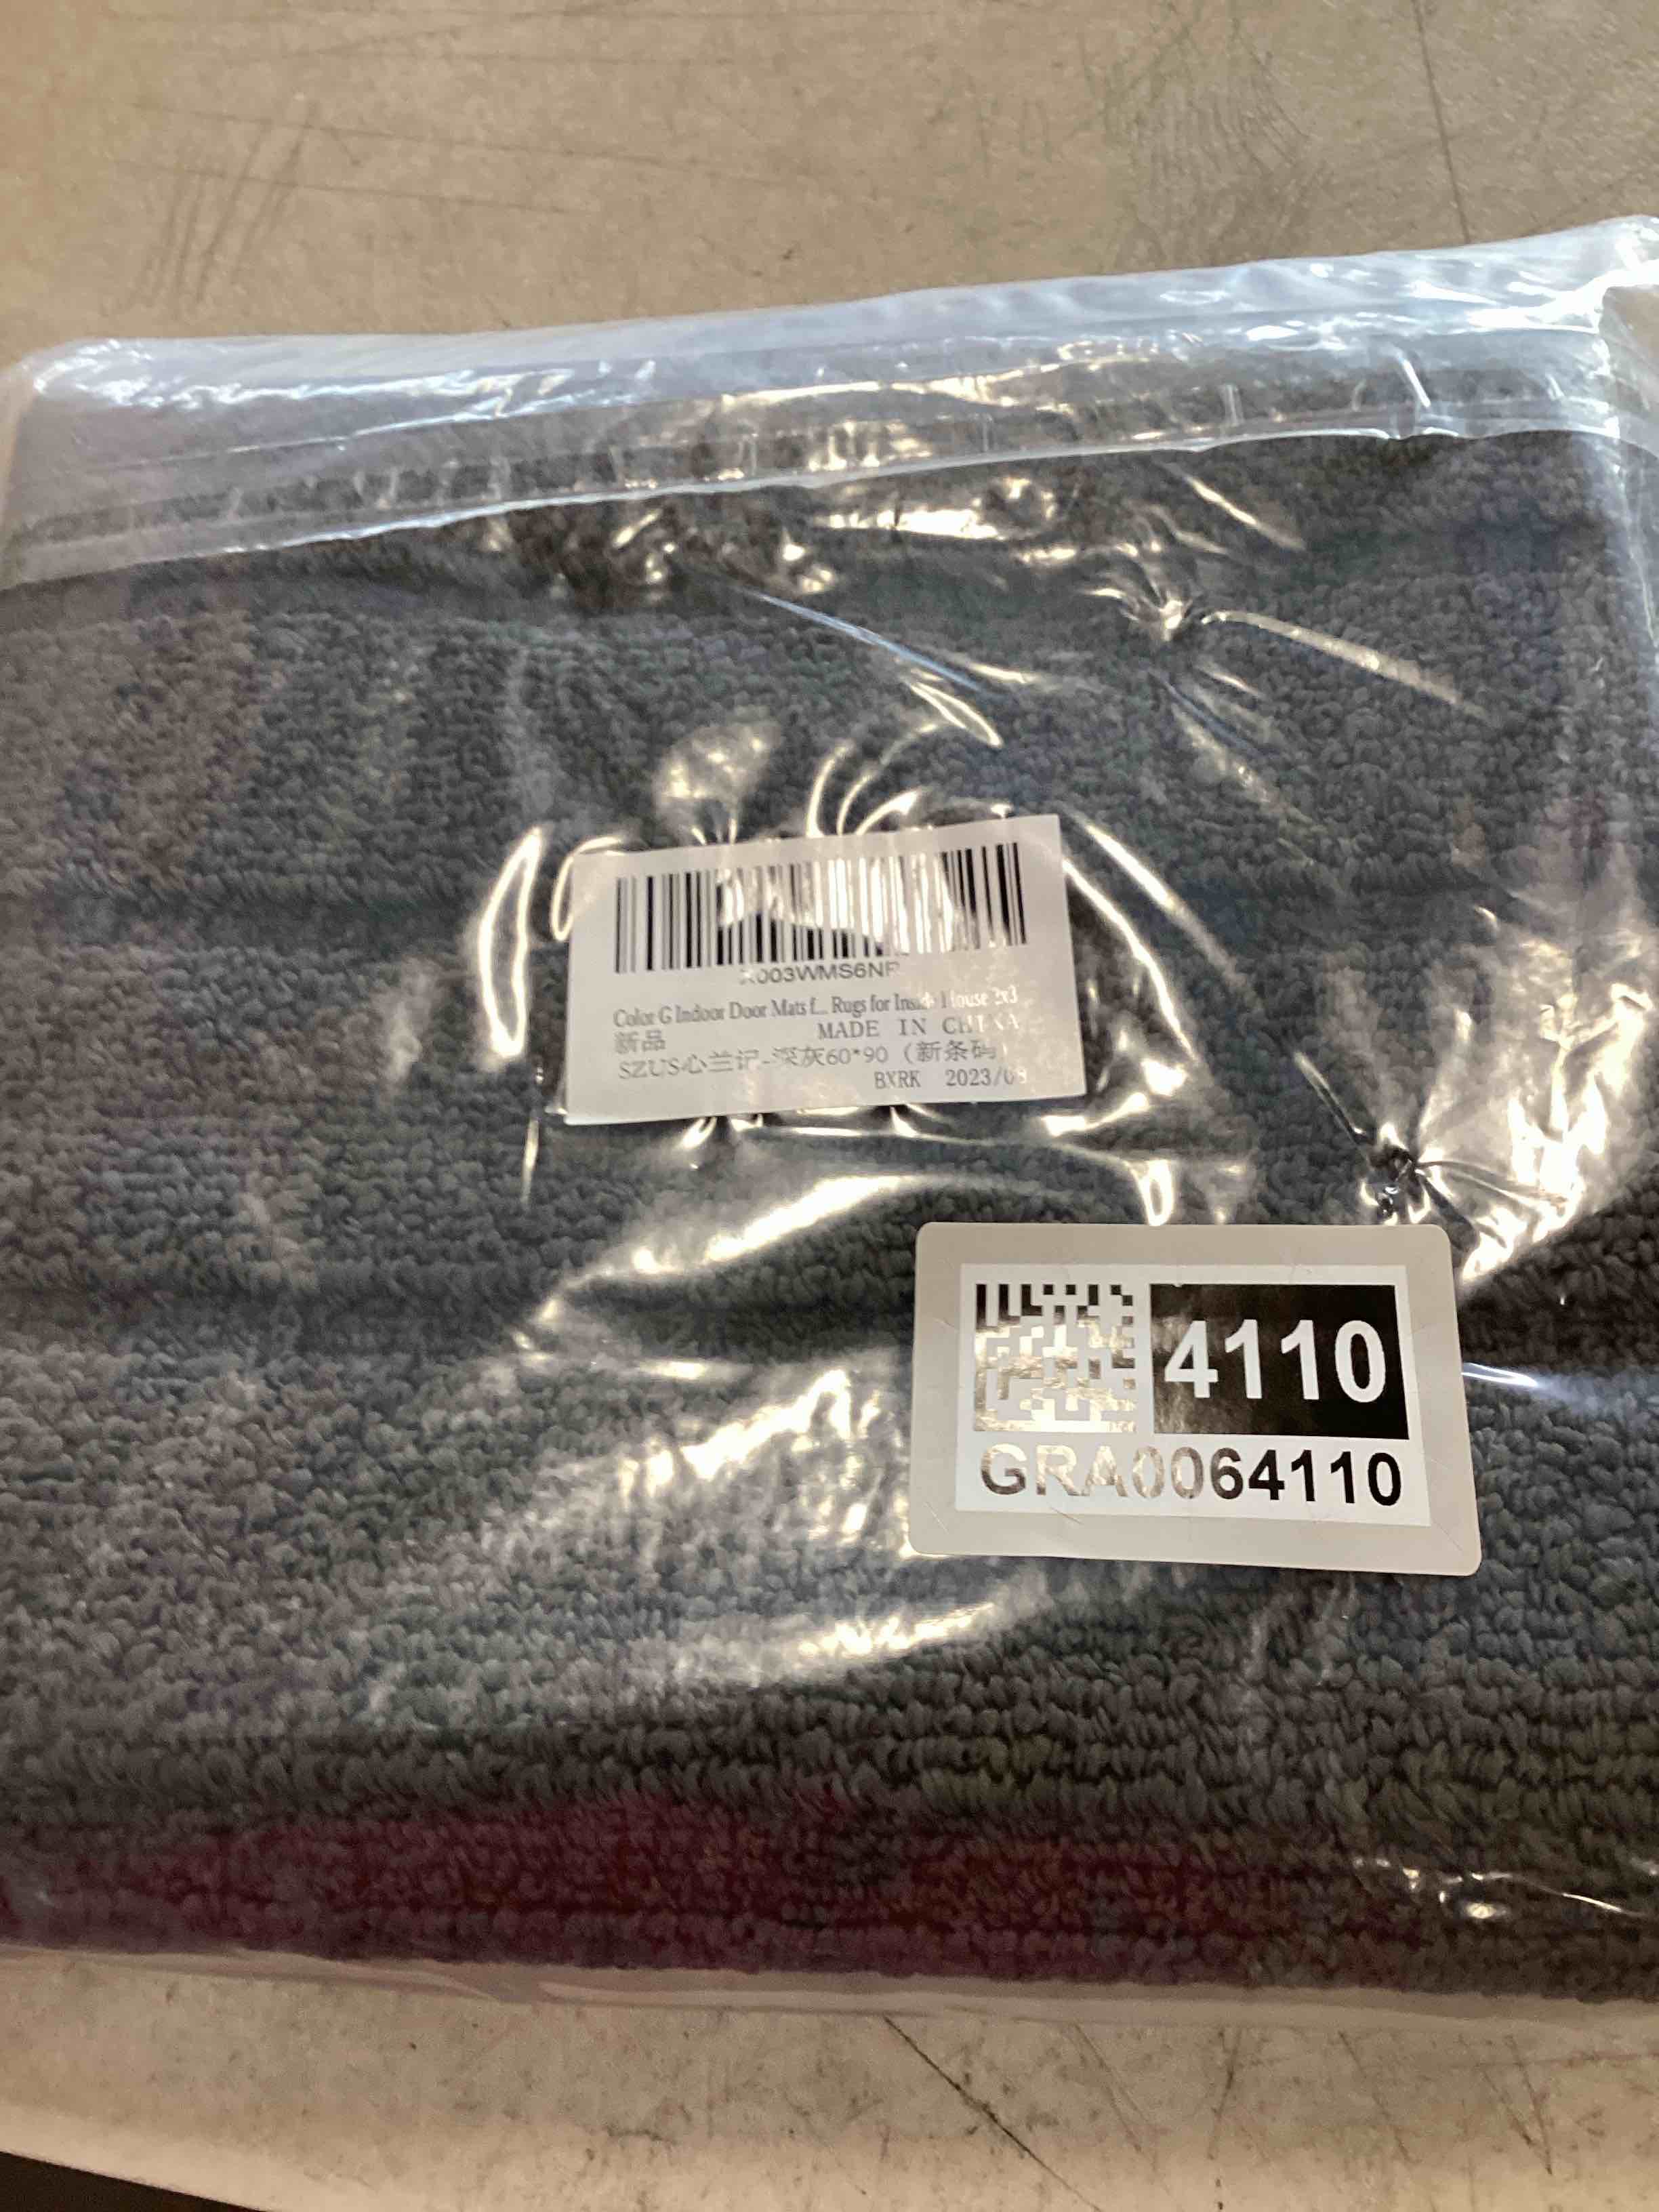 X003WMS6NP
Color G Indoor Door Mats f... Rugs for Inside House 2x3
新品 MADE IN CHINA
SZUS心兰记-深灰60*90（新条码）
BXRK 2023/08
4110
GRA0064110